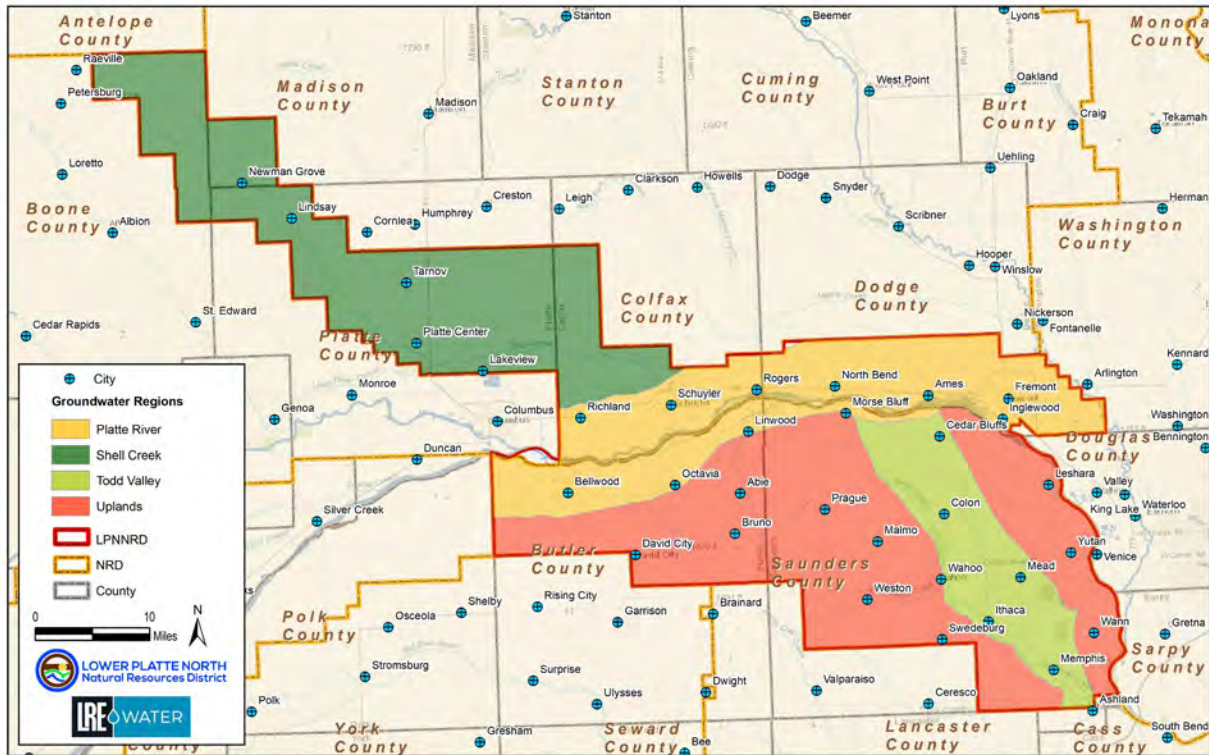 Antelope
County
Raeville
Petersburg
Loretto
Boone
County
Albion
Madison
County
Madison
Newman Grove
Lindsay
Cornlea
Humphrey
Creston
Stanton
Stanton
County
Leigh
Clarkson
Howells
Cuming
County
Beemer
West Point
Lyons
Oakland
Burt
County
Craig
Monona
County
Tekamah
Uehling
Dodge
Snyder
Scribner
Washington
County
Herman
Hooper
Winslow
Dodge
County
Nickerson
Fontanelle
Kennard
Arlington
Washington
Bennington
St. Edward
Cedar Rapids
Tarnov
Platte Center
Platte
County
Lakeview
Colfax
County
Monroe
Genoa
Columbus
Duncan
Silver Creek
Richland
Schuyler
Rogers
North Bend
Morse Bluff
Ames
Fremont
Inglewood
Cedar Bluffs
Linwood
Bellwood
Octavia
Abie
Bruno
David City
Butler
County
Prague
Malmo
Colon
Saunders
County
Wahoo
Weston
Mead
Ithaca
Swedeburg
Memphis
Leshara
Douglas
County
Valley
King Lake
Waterloo
Yutan
Venice
Wann
Gretna
Sarpy
County
Ashland
South Bend
Cass
County
Polk
County
Osceola
Shelby
Rising City
Garrison
Brainard
Stromsburg
Surprise
Ulysses
Dwight
Valparaiso
Ceresco
Polk
York
County
Gresham
Seward
County
Bee
Lancaster
County
County
City
Groundwater Regions
Platte River
Shell Creek
Todd Valley
Uplands
LPNNRD
NRD
County
0 10
Miles
N
LOWER PLATTE NORTH
Natural Resources District
LRE WATER